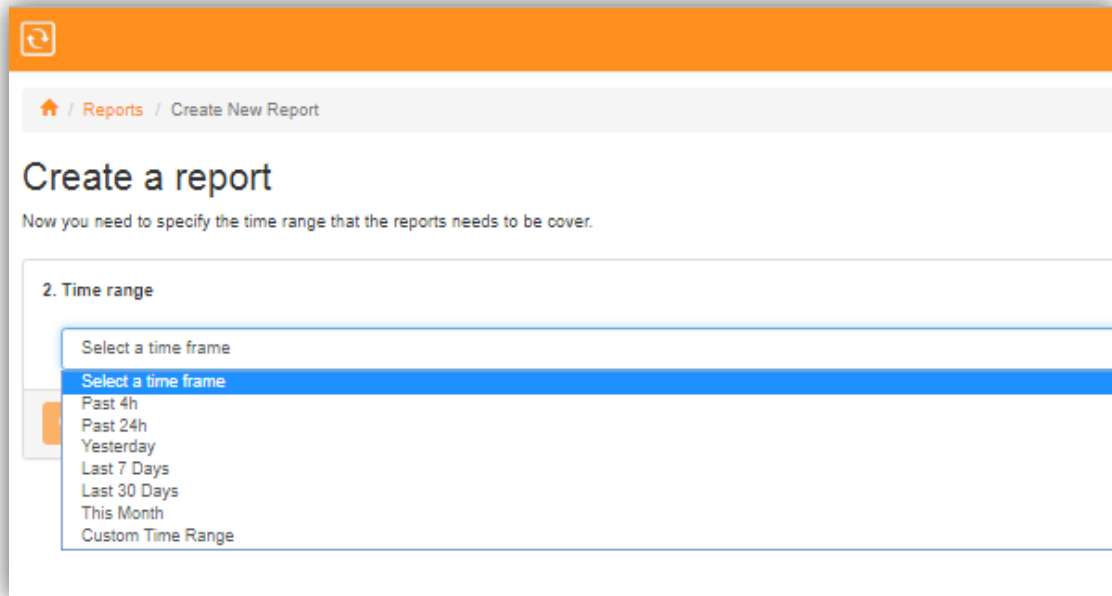 / Reports / Create New Report
Create a report
Now you need to specify the time range that the reports needs to be cover.
2. Time range
Select a time frame
Select a time frame
Past 4h
Past 24h
Yesterday
Last 7 Days
Last 30 Days
This Month
Custom Time Range